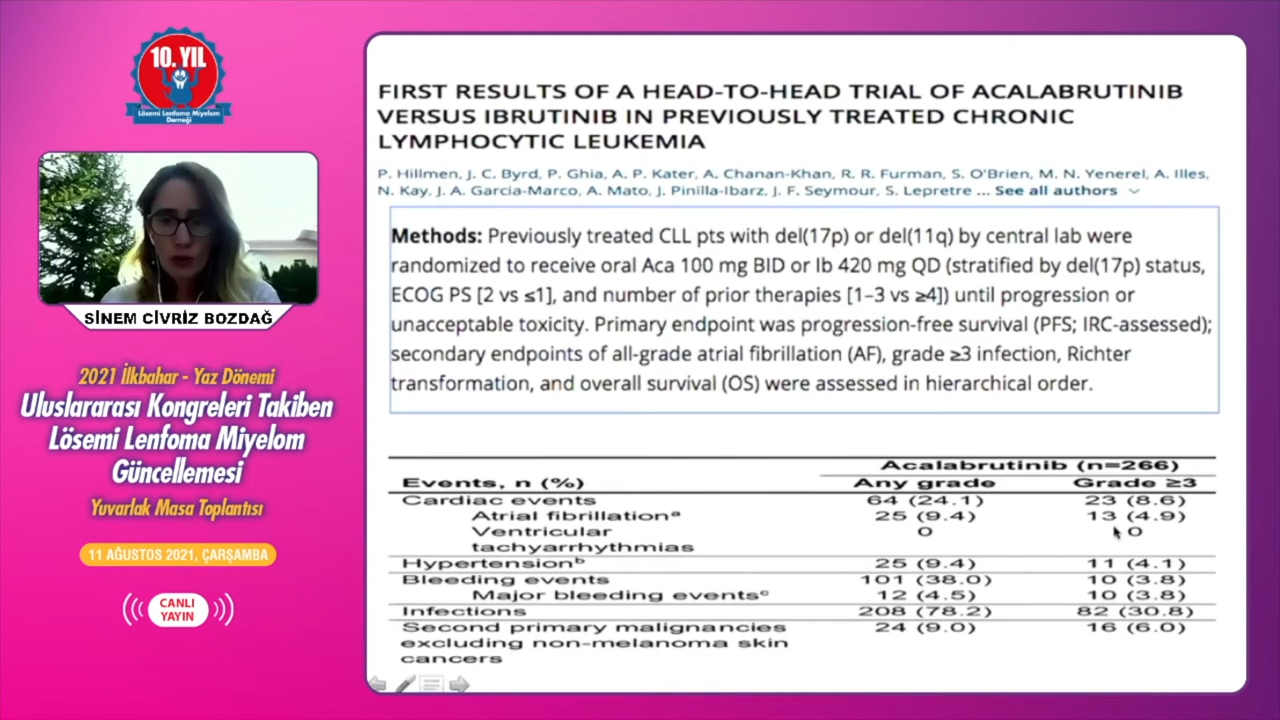 10. YIL
Lösemi Lenfoma Miyelom
Derneği
SİNEM CİVRİZ BOZDAĞ
2021 İlkbahar - Yaz Dönemi
Uluslararası Kongreleri Takiben
Lösemi Lenfoma Miyelom
Güncellemesi
Yuvarlak Masa Toplantısı
11 AĞUSTOS 2021, ÇARŞAMBA
CANLI
YAYIN
FIRST RESULTS OF A HEAD-TO-HEAD TRIAL OF ACALABRUTINIB
VERSUS IBRUTINIB IN PREVIOUSLY TREATED CHRONIC
LYMPHOCYTIC LEUKEMIA
P. Hillmen, J. C. Byrd, P. Ghia, A. P. Kater, A. Chanan-Khan, R. R. Furman, S. O'Brien, M. N. Yenerel, A. Illes,
N. Kay, J. A. Garcia-Marco, A. Mato, J. Pinilla-Ibarz, J. F. Seymour, S. Lepretre ... See all authors
Methods: Previously treated CLL pts with del(17p) or del(11q) by central lab were
randomized to receive oral Aca 100 mg BID or Ib 420 mg QD (stratified by del(17p) status,
ECOG PS [2 vs ≤1], and number of prior therapies [1–3 vs ≥4]) until progression or
unacceptable toxicity. Primary endpoint was progression-free survival (PFS; IRC-assessed);
secondary endpoints of all-grade atrial fibrillation (AF), grade ≥3 infection, Richter
transformation, and overall survival (OS) were assessed in hierarchical order.
Acalabrutinib (n=266)
Events, n (%) Any grade Grade ≥3
Cardiac events 64 (24.1) 23 (8.6)
Atrial fibrillationᵃ 25 (9.4) 13 (4.9)
Ventricular 0 0
tachyarrhythmias
Hypertensionᵇ 25 (9.4) 11 (4.1)
Bleeding events 101 (38.0) 10 (3.8)
Major bleeding eventsᶜ 12 (4.5) 10 (3.8)
Infections 208 (78.2) 82 (30.8)
Second primary malignancies 24 (9.0) 16 (6.0)
excluding non-melanoma skin
cancers